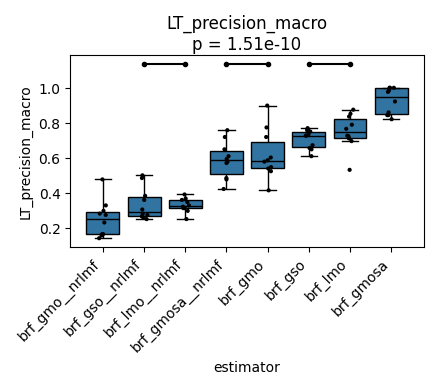 LT_precision_macro
p = 1.51e-10
LT_precision_macro
1.0
0.8
0.6
0.4
0.2
brf_gmo__nrlmf
brf_gso__nrlmf
brf_lmo__nrlmf
brf_gmosa__nrlmf
brf_gmo
brf_gso
brf_lmo
brf_gmosa
estimator